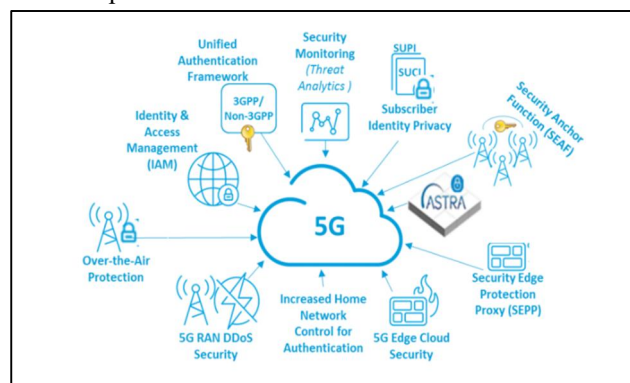 Unified
Authentication
Framework
3GPP/
Non-3GPP
Security
Monitoring
(Threat
Analytics )
SUPI
SUCI
Subscriber
Identity Privacy
Security Anchor
Function (SEAF)
Identity &
Access
Management
(IAM)
ASTRA
5G
Over-the-Air
Protection
Security Edge
Protection
Proxy (SEPP)
5G RAN DDoS
Security
Increased Home
Network
Control for
Authentication
5G Edge Cloud
Security